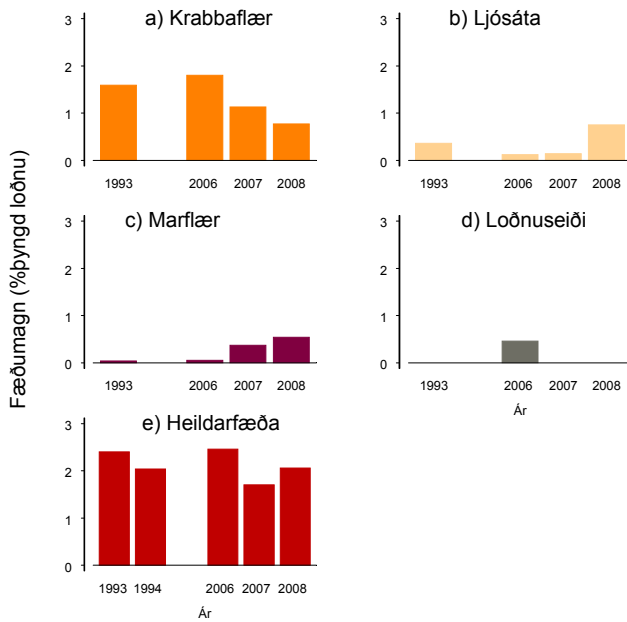 Fæðumagn (%þyngd loðnu)
a) Krabbaflær
3
2
1
0
1993 2006 2007 2008
b) Ljósáta
3
2
1
0
1993 2006 2007 2008
c) Marflær
3
2
1
0
1993 2006 2007 2008
d) Loðnuseiði
3
2
1
0
1993 2006 2007 2008
Ár
e) Heildarfæða
3
2
1
0
1993 1994 2006 2007 2008
Ár